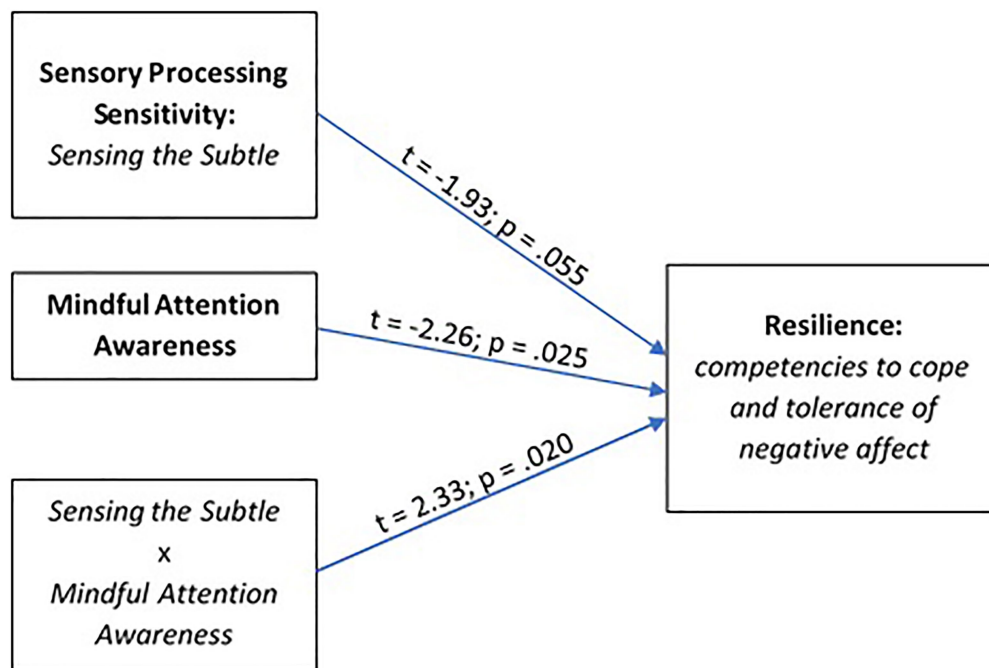 Sensory Processing
Sensitivity:
Sensing the Subtle
t = -1.93; p = .055
Mindful Attention
Awareness
t = -2.26; p = .025
Resilience:
competencies to cope
and tolerance of
negative affect
t = 2.33; p = .020
Sensing the Subtle
x
Mindful Attention
Awareness